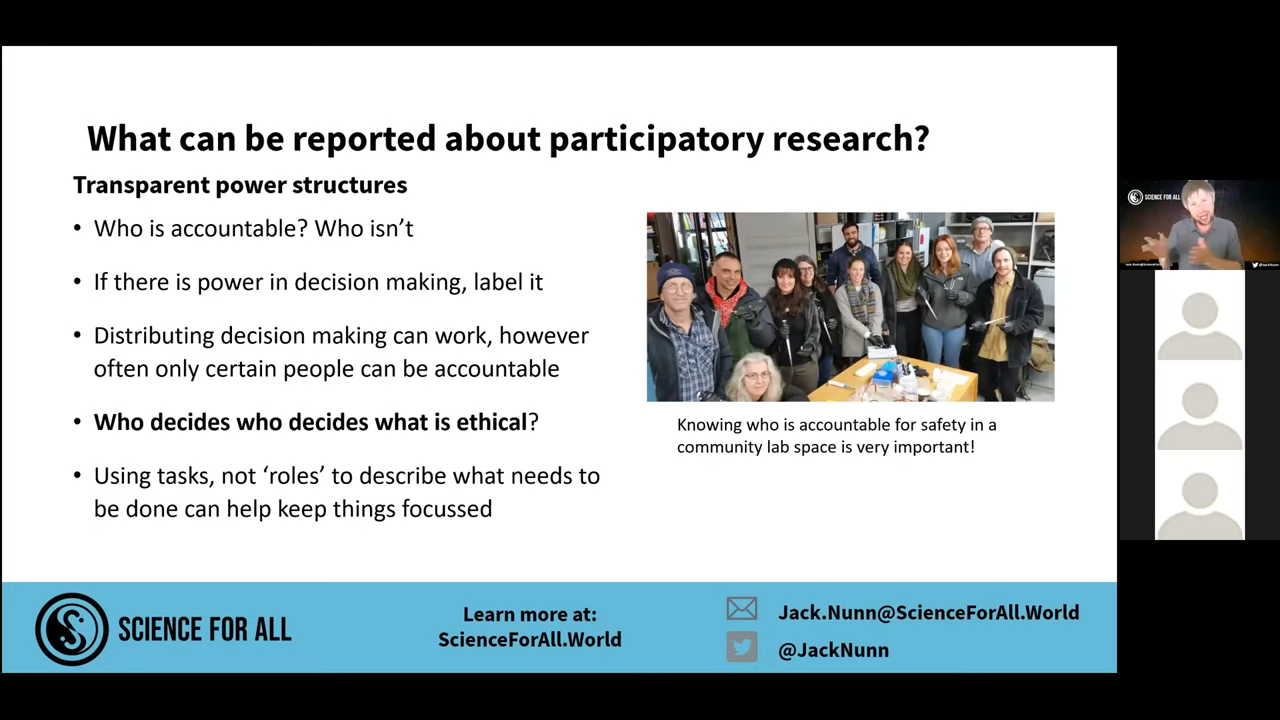 What can be reported about participatory research?
Transparent power structures
• Who is accountable? Who isn’t
• If there is power in decision making, label it
• Distributing decision making can work, however
often only certain people can be accountable
• Who decides who decides what is ethical?
• Using tasks, not ‘roles’ to describe what needs to
be done can help keep things focussed
Knowing who is accountable for safety in a
community lab space is very important!
SCIENCE FOR ALL
Learn more at:
ScienceForAll.World
Jack.Nunn@ScienceForAll.World
@JackNunn
SCIENCE FOR ALL
@JackNunn